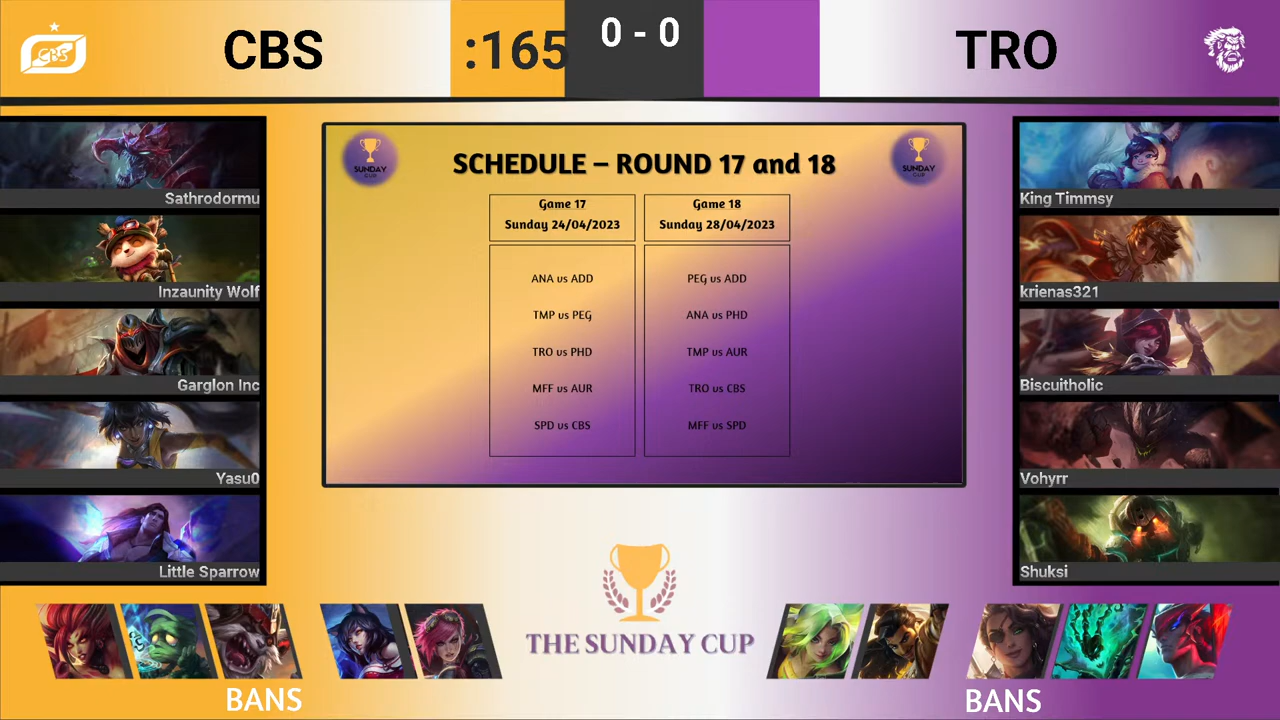 CBS
CBS
:165
0 - 0
TRO
Sathrodormu
Inzaunity Wolf
Garglon Inc
Yasu0
Little Sparrow
SUNDAY
CUP
SCHEDULE – ROUND 17 and 18
SUNDAY
CUP
Game 17
Sunday 24/04/2023
Game 18
Sunday 28/04/2023
ANA vs ADD
PEG vs ADD
TMP vs PEG
ANA vs PHD
TRO vs PHD
TMP vs AUR
MFF vs AUR
TRO vs CBS
SPD vs CBS
MFF vs SPD
King Timmsy
krienas321
Biscuitholic
Vohyrr
Shuksi
THE SUNDAY CUP
BANS
BANS